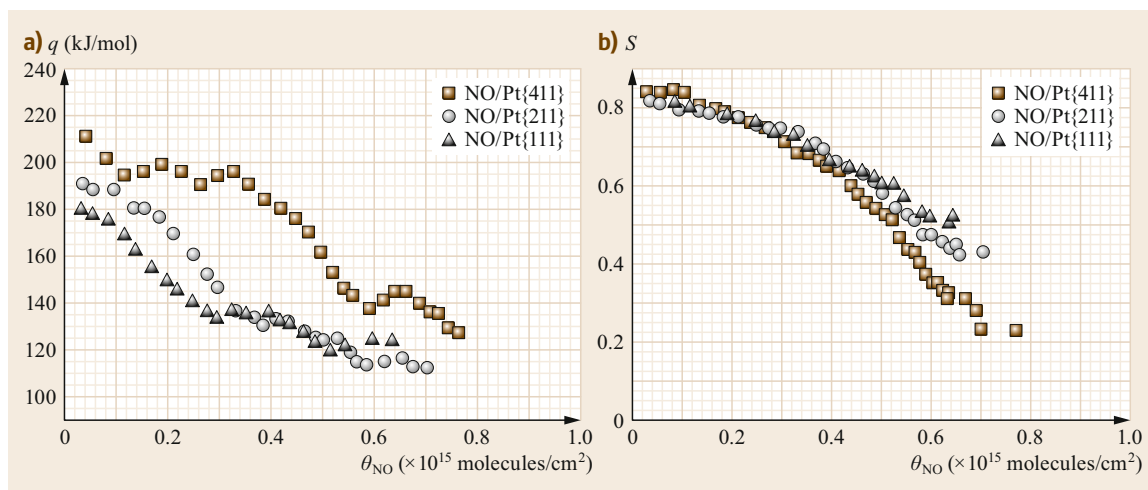 a) q (kJ/mol)
240
220
200
180
160
140
120
100
0
0.2
0.4
0.6
0.8
1.0
θNO (×10¹⁵ molecules/cm²)
NO/Pt{411}
NO/Pt{211}
NO/Pt{111}
b) S
0.8
0.6
0.4
0.2
0
0
0.2
0.4
0.6
0.8
1.0
θNO (×10¹⁵ molecules/cm²)
NO/Pt{411}
NO/Pt{211}
NO/Pt{111}